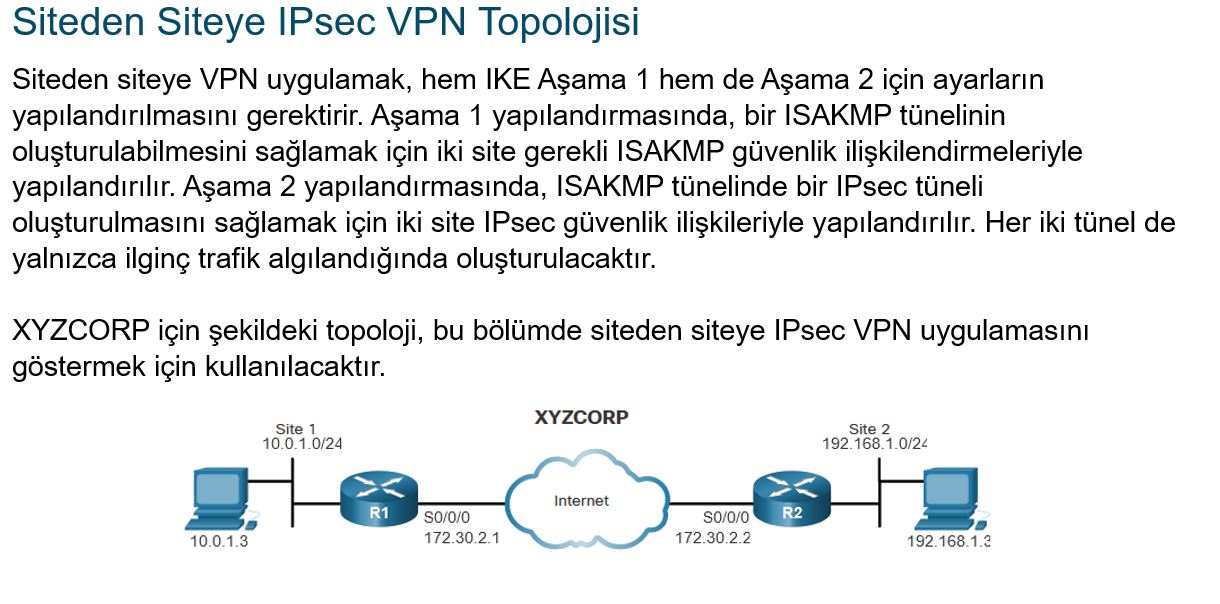 Siteden Siteye IPsec VPN Topolojisi
Siteden siteye VPN uygulamak, hem IKE Aşama 1 hem de Aşama 2 için ayarların
yapılandırılmasını gerektirir. Aşama 1 yapılandırmasında, bir ISAKMP tünelinin
oluşturulabilmesini sağlamak için iki site gerekli ISAKMP güvenlik ilişkilendirmeleriyle
yapılandırılır. Aşama 2 yapılandırmasında, ISAKMP tünelinde bir IPsec tüneli
oluşturulmasını sağlamak için iki site IPsec güvenlik ilişkileriyle yapılandırılır. Her iki tünel de
yalnızca ilginç trafik algılandığında oluşturulacaktır.
XYZCORP için şekildeki topoloji, bu bölümde siteden siteye IPsec VPN uygulamasını
göstermek için kullanılacaktır.
XYZCORP
Site 1
10.0.1.0/24
Site 2
192.168.1.0/24
Internet
R1
R2
S0/0/0
172.30.2.1
S0/0/0
172.30.2.2
10.0.1.3
192.168.1.3